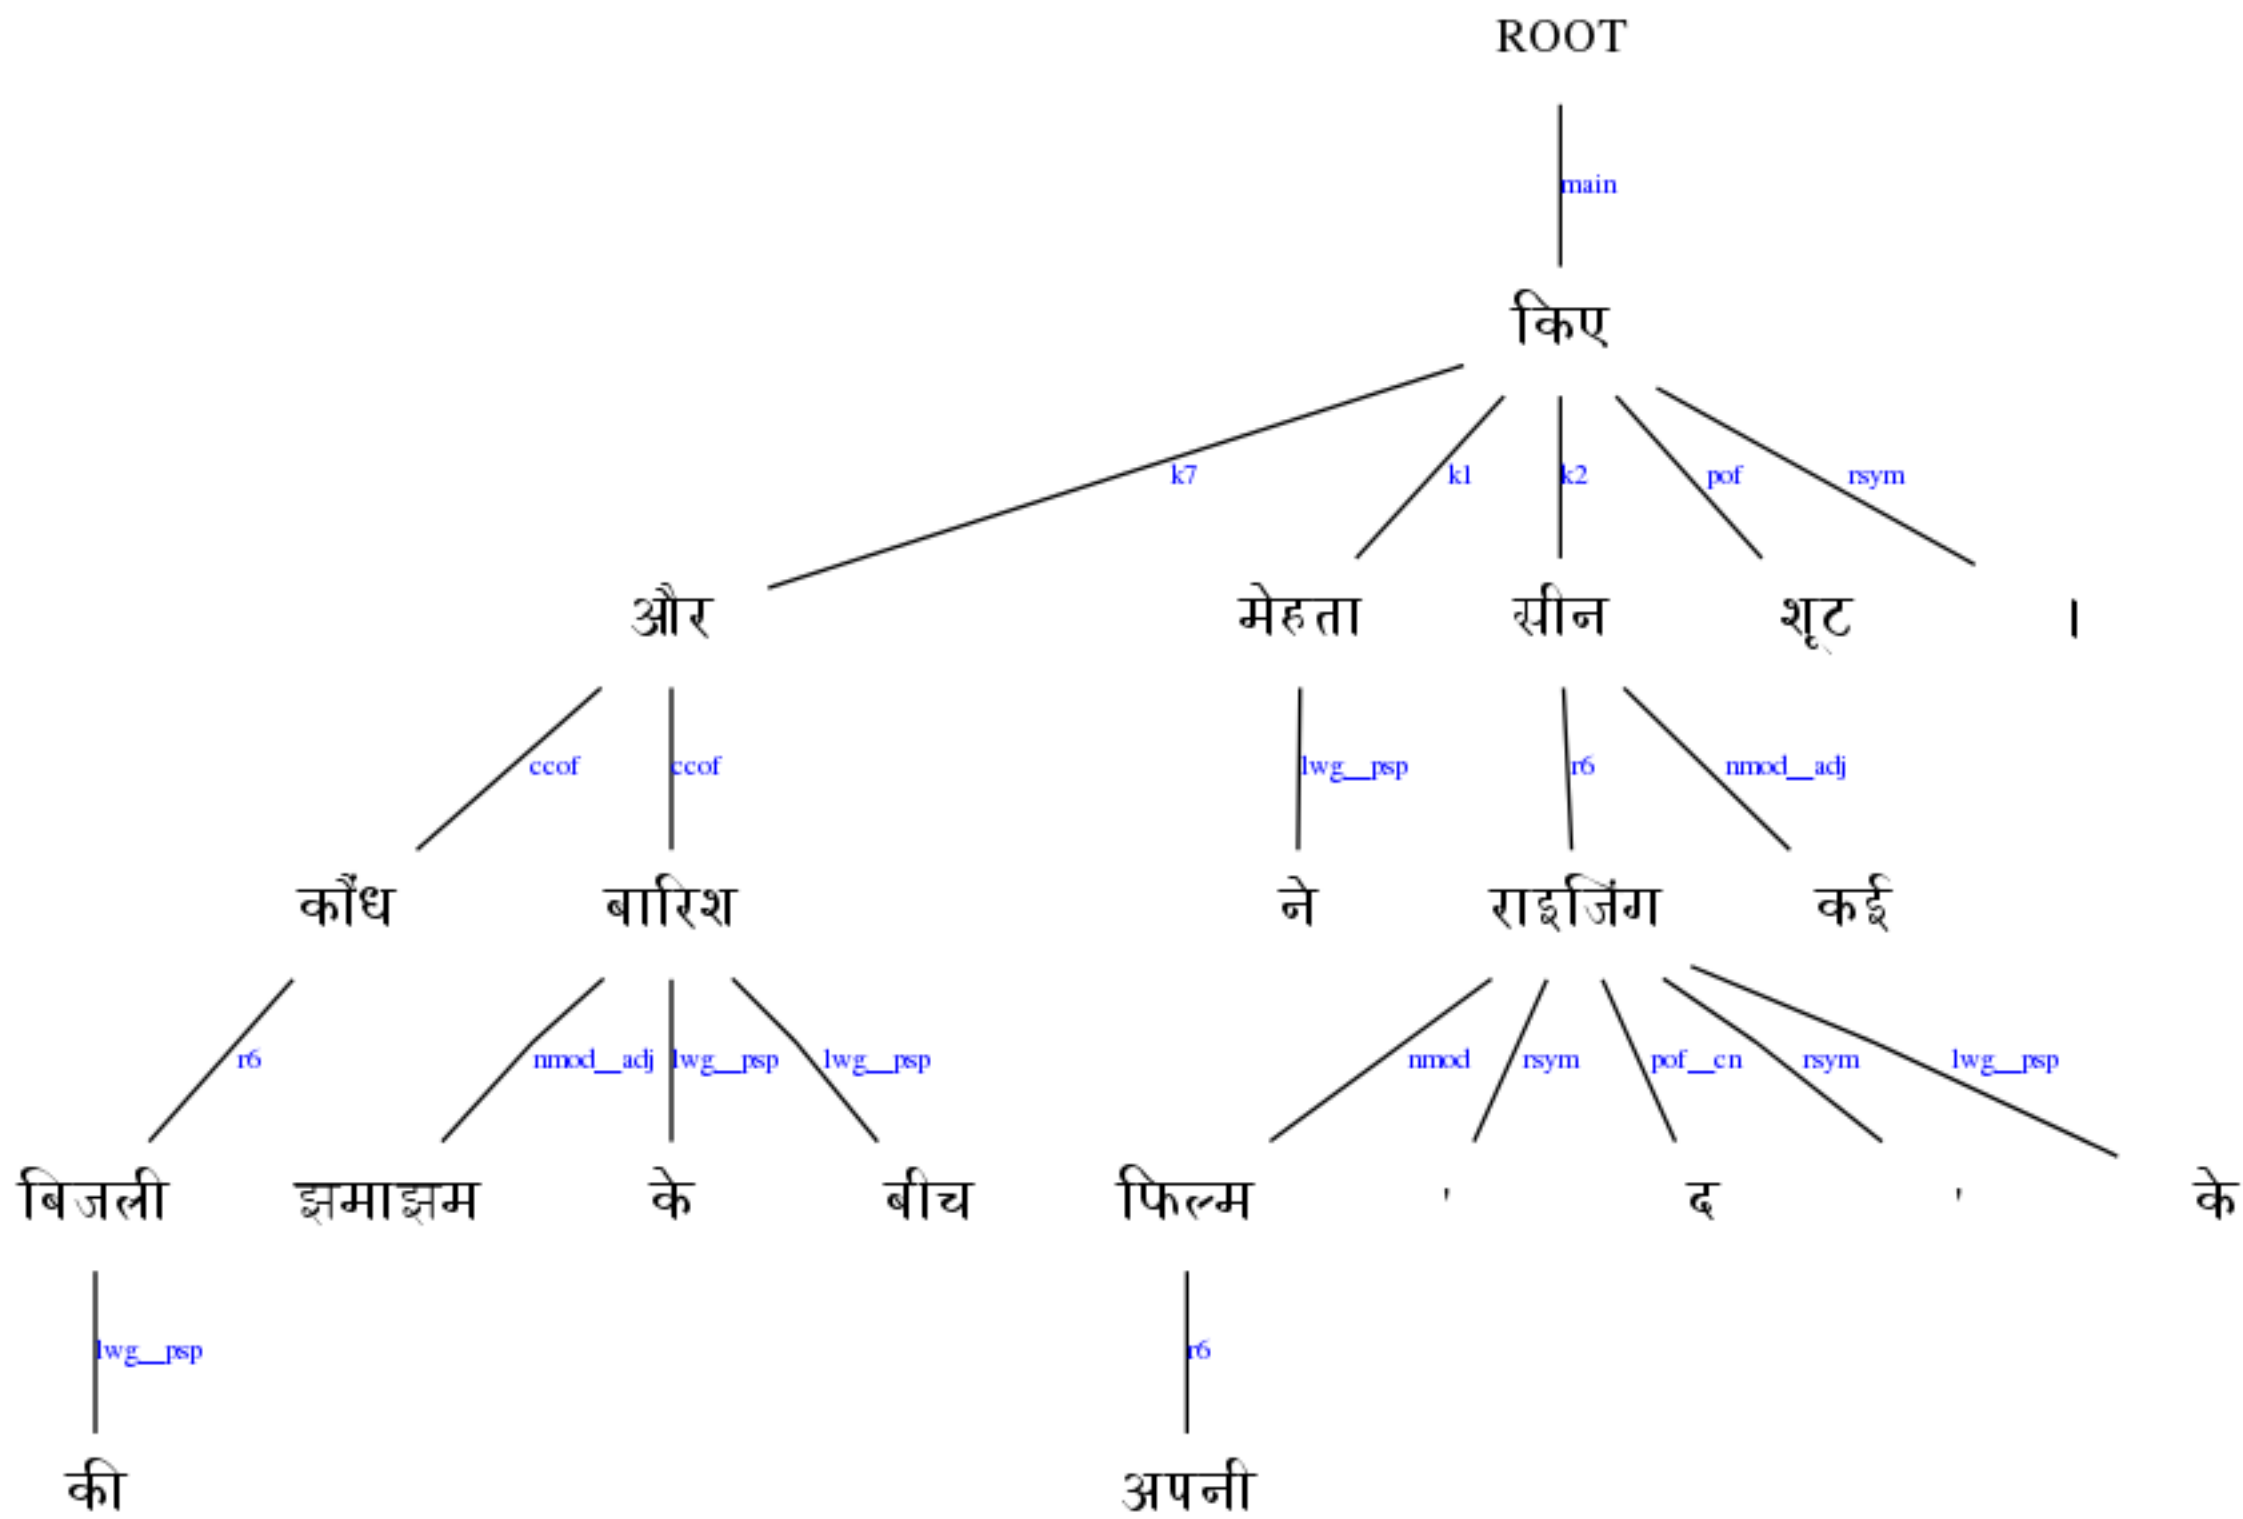 ROOT
main
किए
k7 k1 k2 pof rsym
और मेहता सीन शूट ।
ccof ccof lwg__psp r6 nmod__adj
कौंध बारिश ने राइजिंग कई
r6 nmod__adj lwg__psp lwg__psp nmod rsym pof__cn rsym lwg__psp
बिजली झमाझम के बीच फिल्म ' द ' के
lwg__psp r6
की अपनी